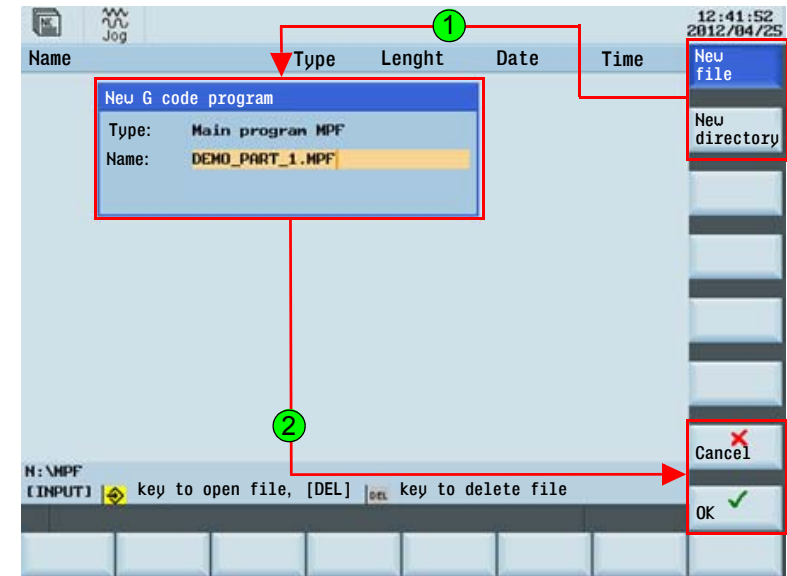 NC
Jog
1
12:41:52
2012/04/25
Name Type Lenght Date Time
New
file
New G code program
Type: Main program MPF
Name: DEMO_PART_1.MPF
New
directory
2
Cancel
N:\MPF
[INPUT] key to open file, [DEL] DEL key to delete file
OK